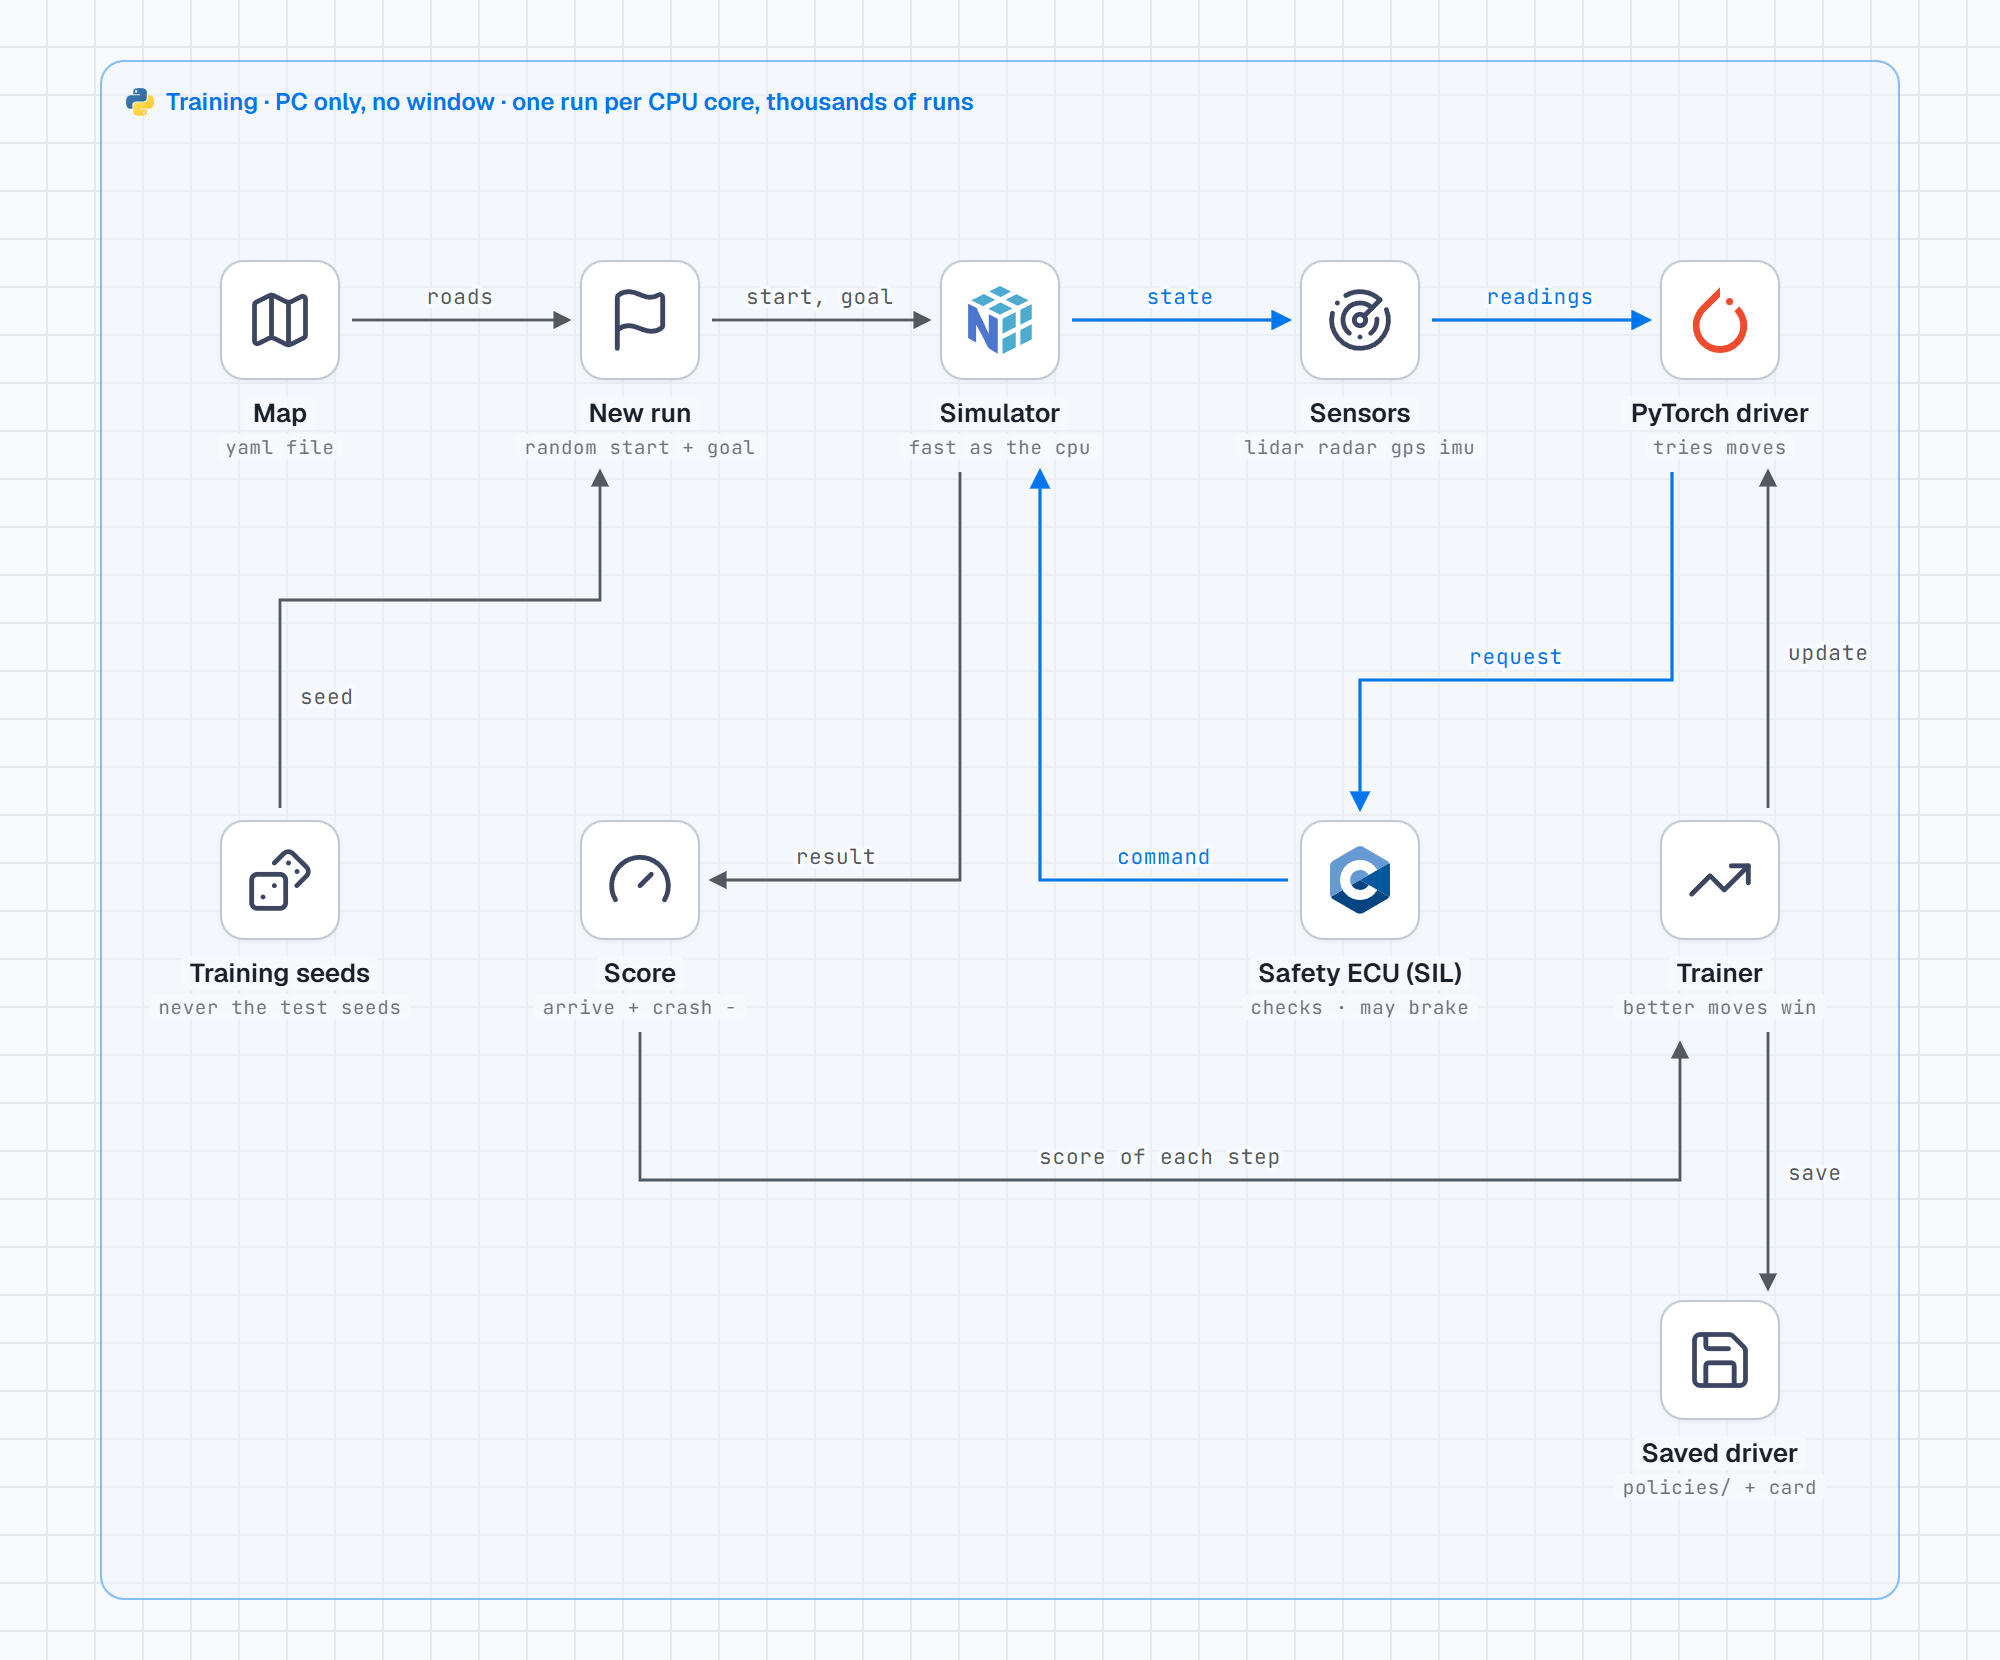 Training · PC only, no window · one run per CPU core, thousands of runs
roads
start, goal
state
readings
Map
yaml file
New run
random start + goal
Simulator
fast as the cpu
Sensors
lidar radar gps imu
PyTorch driver
tries moves
request
update
seed
result
command
Training seeds
never the test seeds
Score
arrive + crash -
Safety ECU (SIL)
checks · may brake
Trainer
better moves win
score of each step
save
Saved driver
policies/ + card